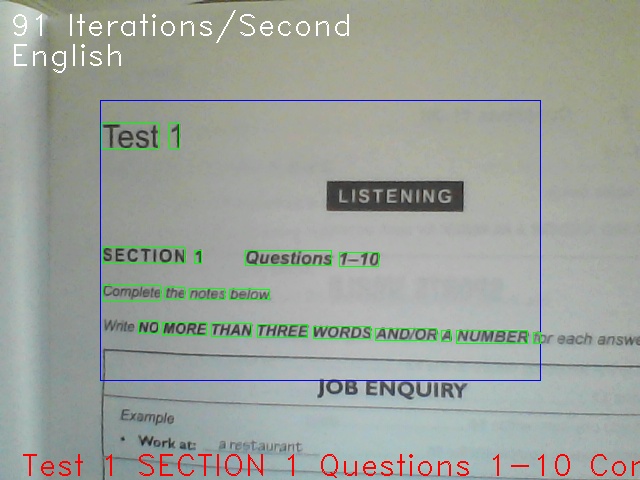 91 Iterations/Second
English
Test 1
LISTENING
SECTION 1 Questions 1–10
Complete the notes below.
Write NO MORE THAN THREE WORDS AND/OR A NUMBER for each answe
JOB ENQUIRY
Example
• Work at: a restaurant
Test 1 SECTION 1 Questions 1-10 Cor